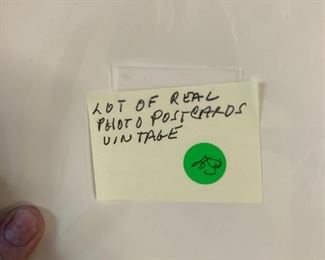 LOT OF REAL
PHOTO POSTCARDS
VINTAGE